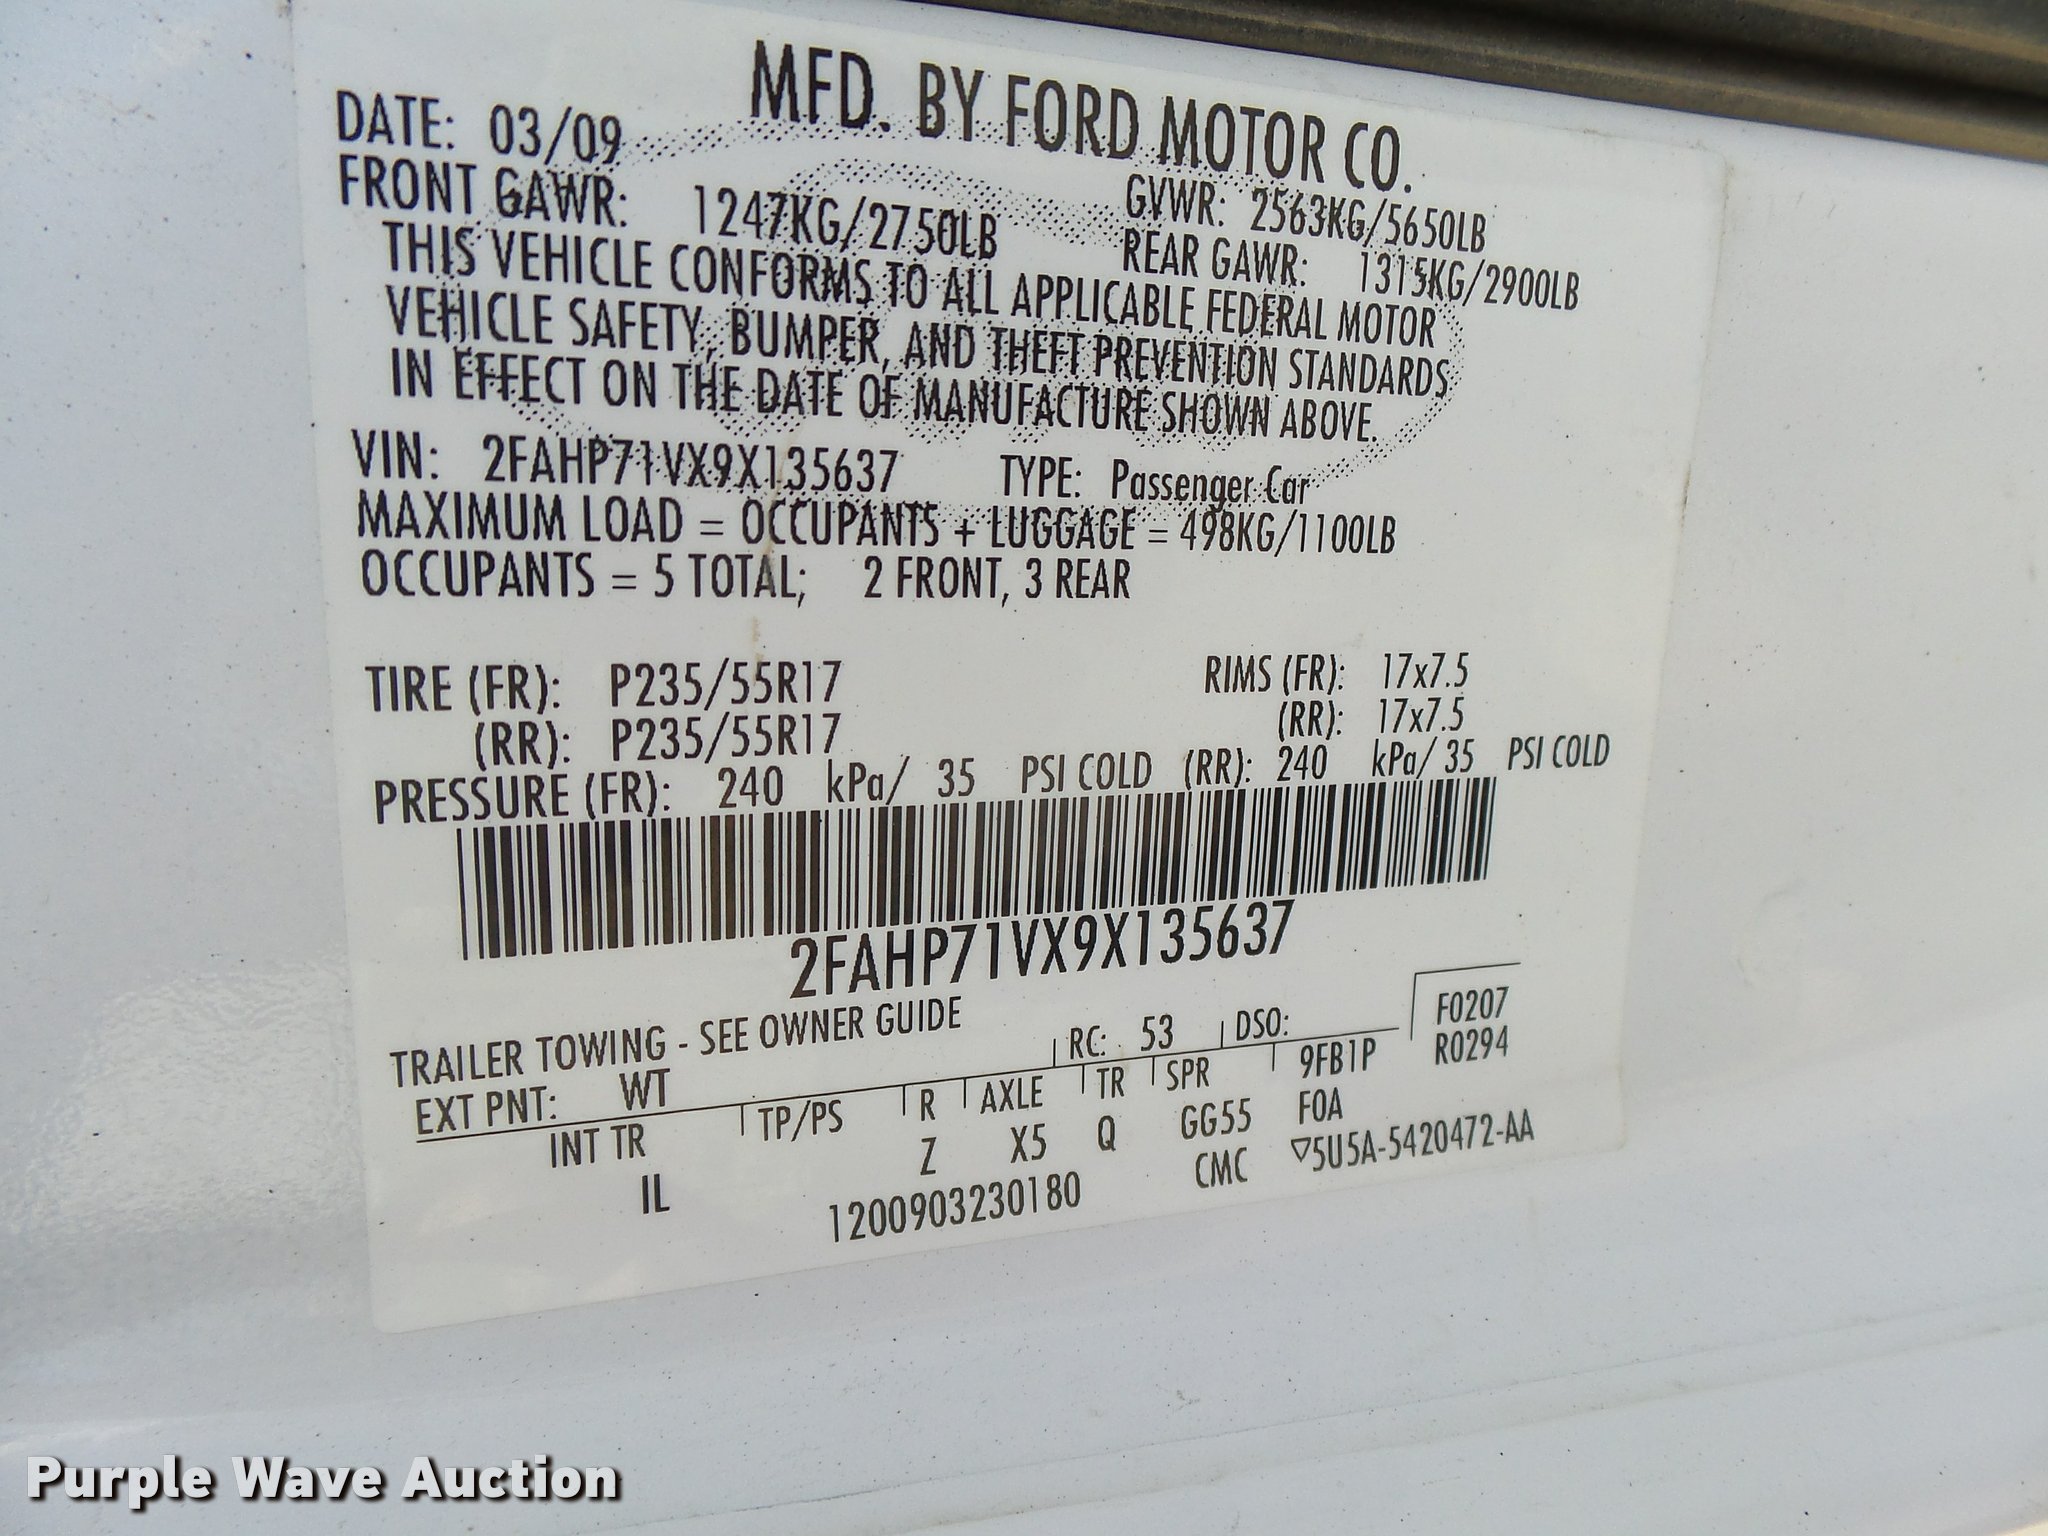 MFD. BY FORD MOTOR CO.
DATE: 03/09
GVWR: 2563KG/5650LB
FRONT GAWR: 1247KG/2750LB
REAR GAWR: 1315KG/2900LB
THIS VEHICLE CONFORMS TO ALL APPLICABLE FEDERAL MOTOR
VEHICLE SAFETY, BUMPER, AND THEFT PREVENTION STANDARDS
IN EFFECT ON THE DATE OF MANUFACTURE SHOWN ABOVE.
VIN: 2FAHP71VX9X135637 TYPE: Passenger Car
MAXIMUM LOAD = OCCUPANTS + LUGGAGE = 498KG/1100LB
OCCUPANTS = 5 TOTAL; 2 FRONT, 3 REAR
TIRE (FR): P235/55R17 RIMS (FR): 17x7.5
(RR): P235/55R17 (RR): 17x7.5
PRESSURE (FR): 240 kPa/ 35 PSI COLD (RR): 240 kPa/ 35 PSI COLD
2FAHP71VX9X135637
TRAILER TOWING - SEE OWNER GUIDE
RC: 53 DSO: F0207
EXT PNT: WT 9FB1P R0294
INT TR TP/PS R AXLE TR SPR F0A
IL Z X5 Q GG55
1200903230180 CMC ▽5U5A-5420472-AA
Purple Wave Auction